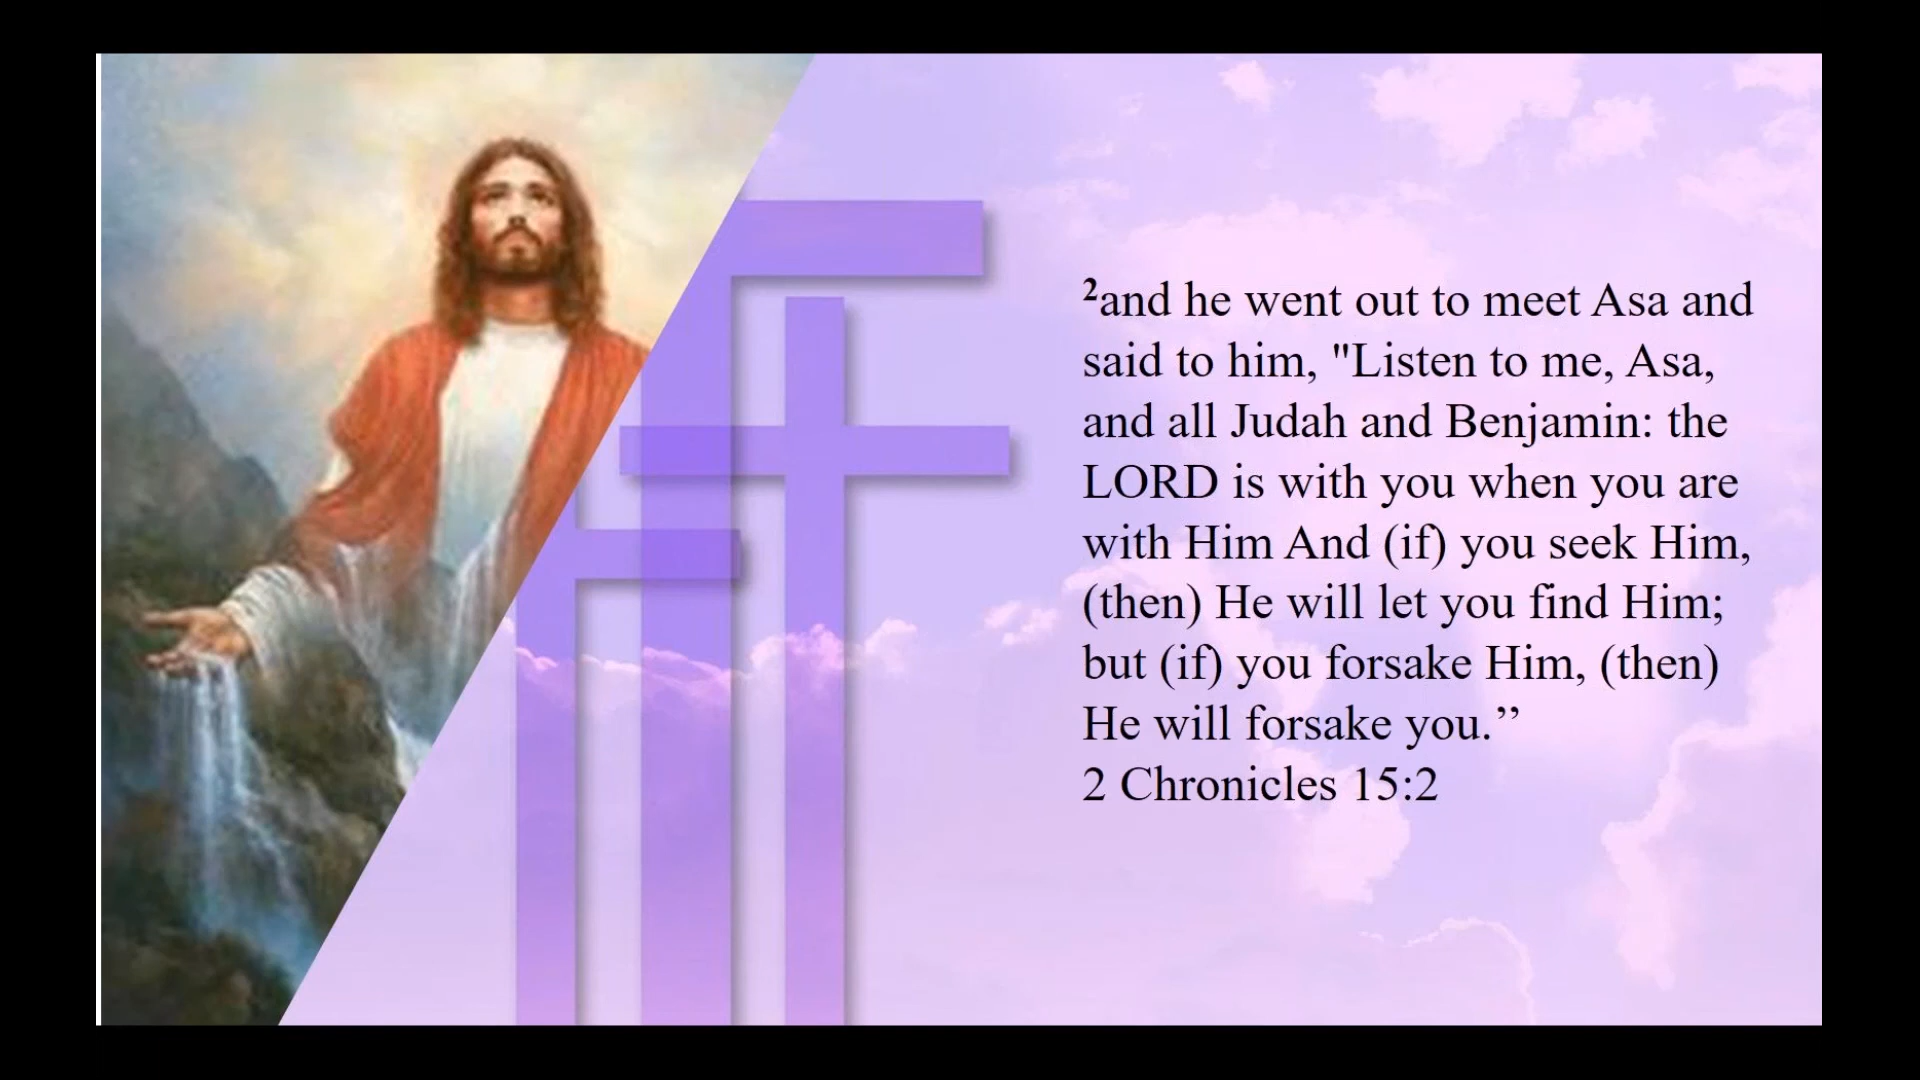 ²and he went out to meet Asa and
said to him, "Listen to me, Asa,
and all Judah and Benjamin: the
LORD is with you when you are
with Him And (if) you seek Him,
(then) He will let you find Him;
but (if) you forsake Him, (then)
He will forsake you.’’
2 Chronicles 15:2